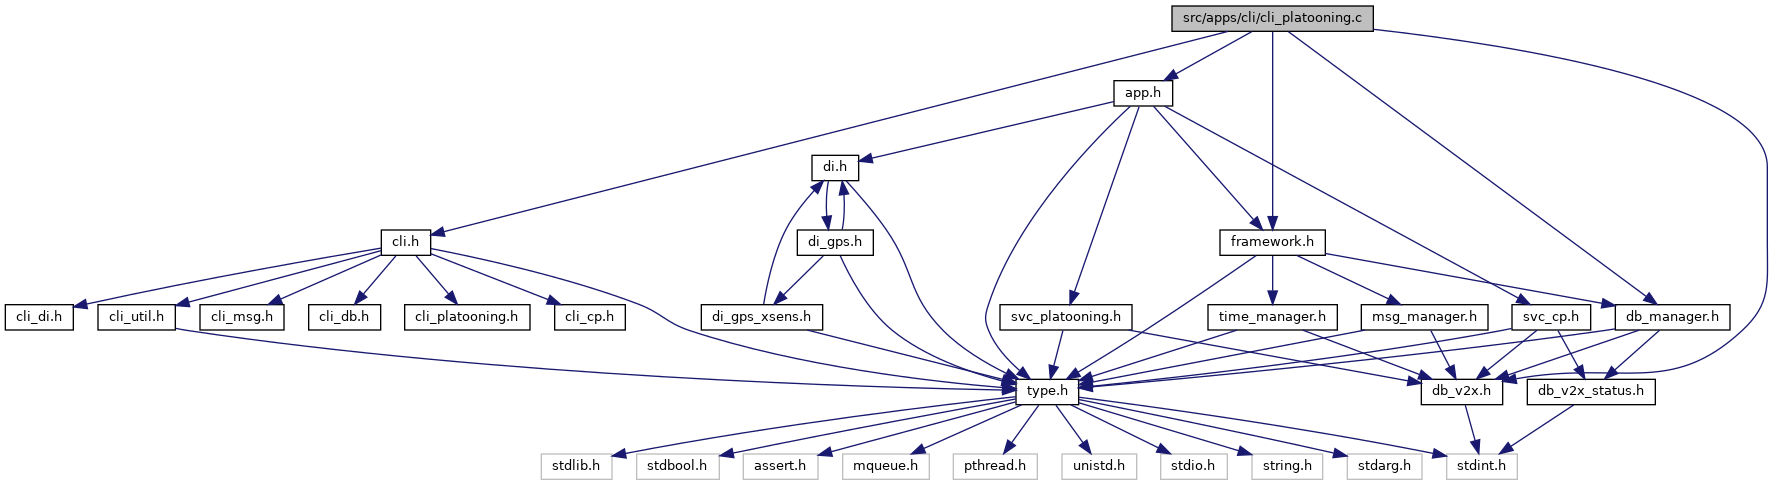 src/apps/cli/cli_platooning.c
app.h
di.h
cli.h
di_gps.h
framework.h
cli_di.h
cli_util.h
cli_msg.h
cli_db.h
cli_platooning.h
cli_cp.h
di_gps_xsens.h
svc_platooning.h
time_manager.h
msg_manager.h
svc_cp.h
db_manager.h
type.h
db_v2x.h
db_v2x_status.h
stdlib.h
stdbool.h
assert.h
mqueue.h
pthread.h
unistd.h
stdio.h
string.h
stdarg.h
stdint.h